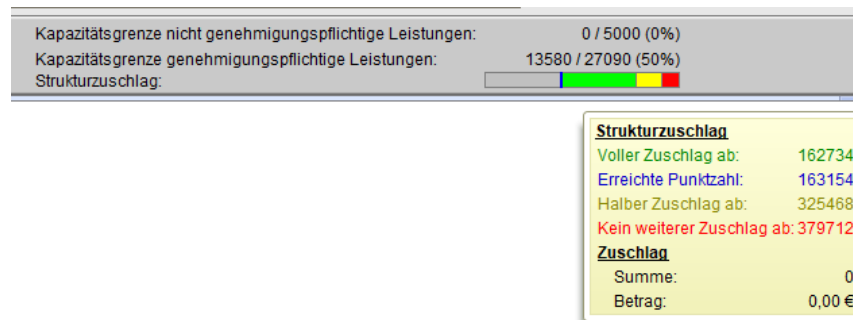 Kapazitätsgrenze nicht genehmigungspflichtige Leistungen: 0 / 5000 (0%)
Kapazitätsgrenze genehmigungspflichtige Leistungen: 13580 / 27090 (50%)
Strukturzuschlag:
Strukturzuschlag
Voller Zuschlag ab: 162734
Erreichte Punktzahl: 163154
Halber Zuschlag ab: 325468
Kein weiterer Zuschlag ab: 379712
Zuschlag
Summe: 0
Betrag: 0,00 €